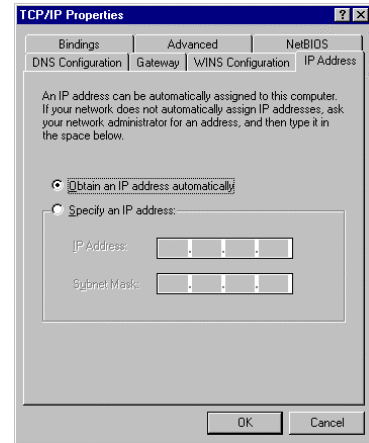 TCP/IP Properties
Bindings Advanced NetBIOS
DNS Configuration Gateway WINS Configuration IP Address
An IP address can be automatically assigned to this computer.
If your network does not automatically assign IP addresses, ask
your network administrator for an address, and then type it in
the space below.
Obtain an IP address automatically
Specify an IP address:
IP Address:
Subnet Mask:
OK Cancel